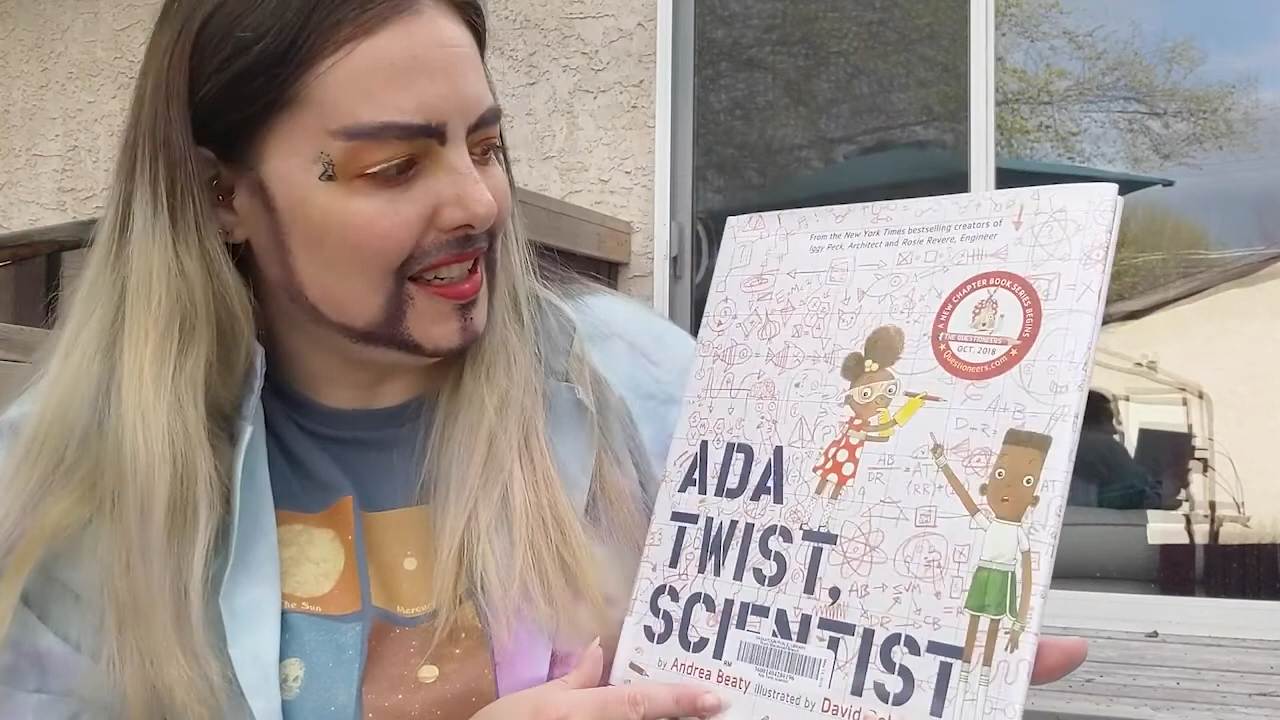 From the New York Times bestselling creators of
Iggy Peck, Architect and Rosie Revere, Engineer
A NEW CHAPTER BOOK SERIES BEGINS
THE QUESTIONEERS
OCT. 2018
Questioneers.com
ADA
TWIST,
SCIENTIST
by Andrea Beaty illustrated by David
The Sun
Mercury